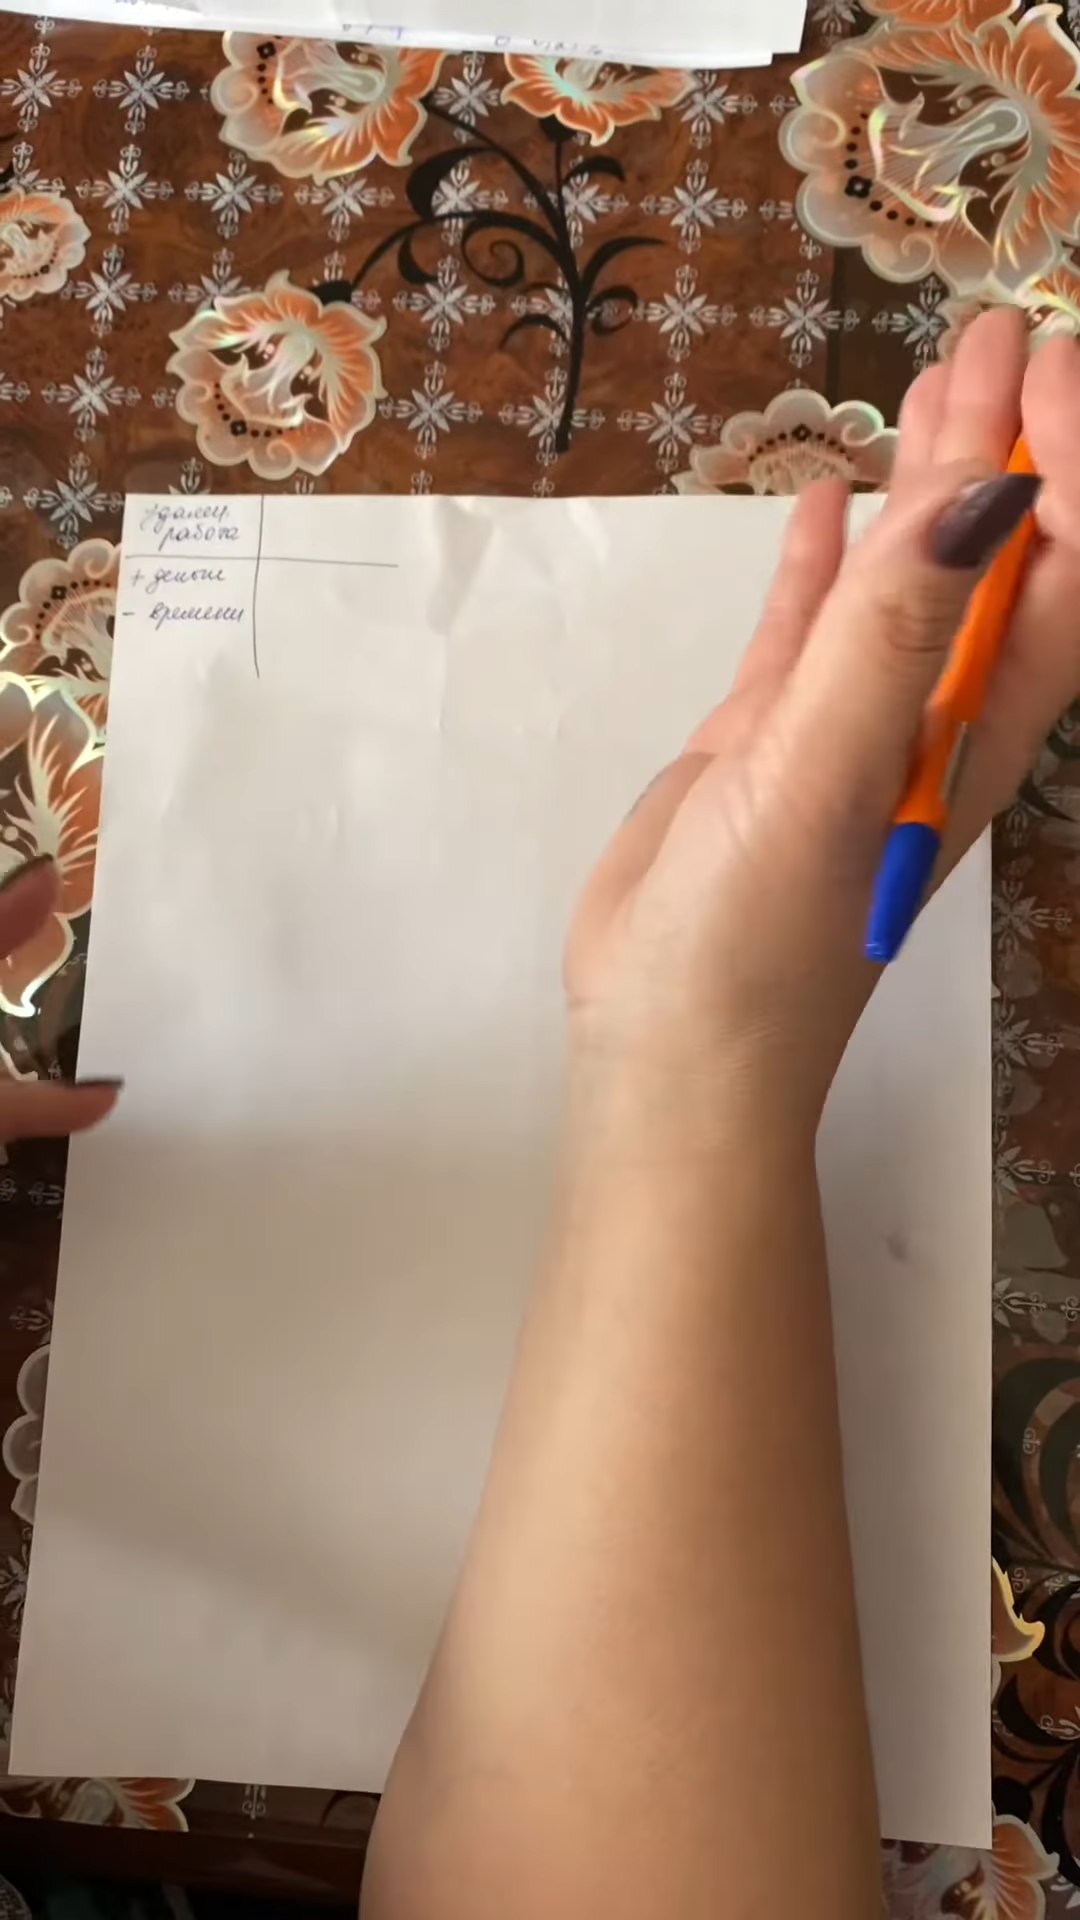 удален.
работа
+ деньги
- времени